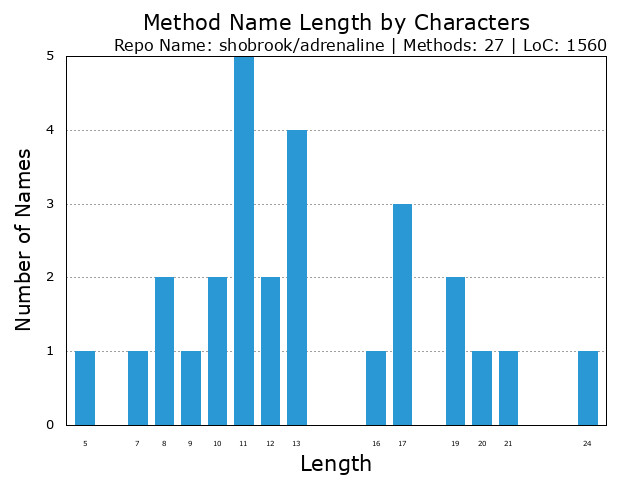 Method Name Length by Characters
Repo Name: shobrook/adrenaline | Methods: 27 | LoC: 1560
5
4
3
2
1
0
Number of Names
5 7 8 9 10 11 12 13 16 17 19 20 21 24
Length